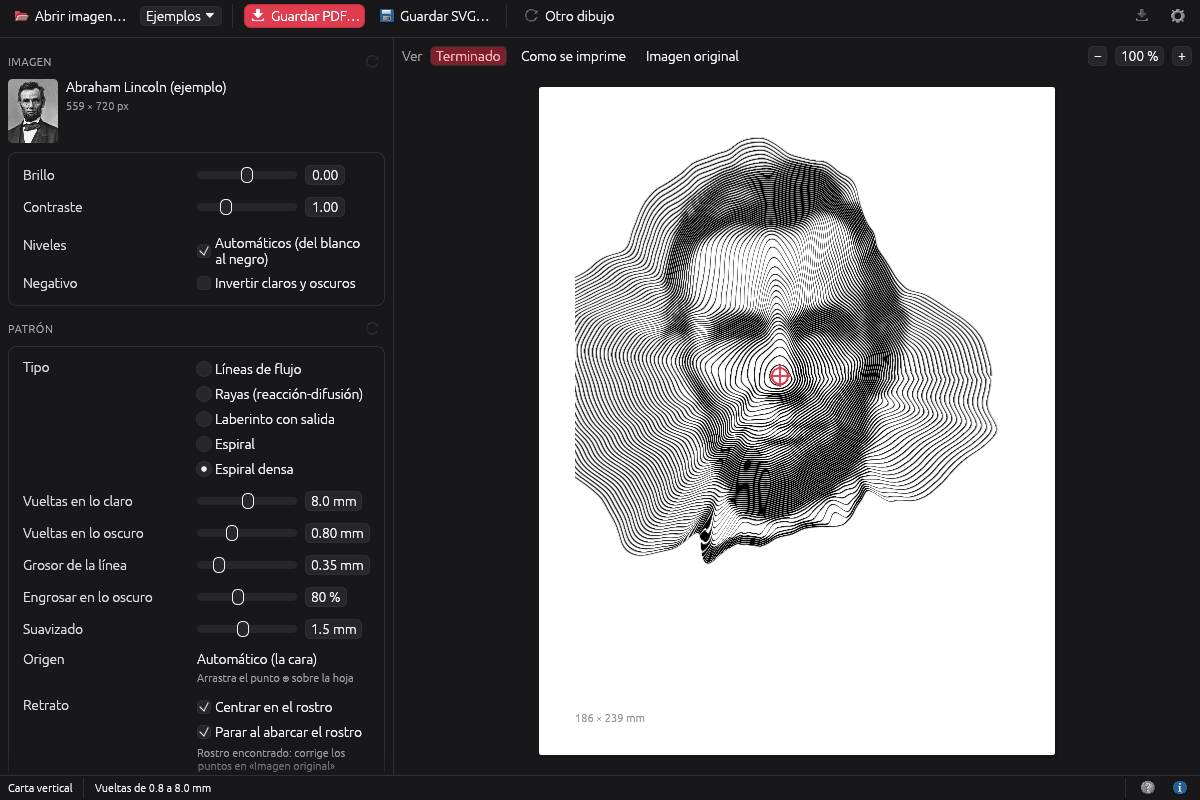 Abrir imagen…
Ejemplos
Guardar PDF…
Guardar SVG…
Otro dibujo
IMAGEN
Abraham Lincoln (ejemplo)
559 × 720 px
Brillo
0.00
Contraste
1.00
Niveles
Automáticos (del blanco
al negro)
Negativo
Invertir claros y oscuros
PATRÓN
Tipo
Líneas de flujo
Rayas (reacción-difusión)
Laberinto con salida
Espiral
Espiral densa
Vueltas en lo claro
8.0 mm
Vueltas en lo oscuro
0.80 mm
Grosor de la línea
0.35 mm
Engrosar en lo oscuro
80 %
Suavizado
1.5 mm
Origen
Automático (la cara)
Arrastra el punto ⊕ sobre la hoja
Retrato
Centrar en el rostro
Parar al abarcar el rostro
Rostro encontrado: corrige los
puntos en «Imagen original»
Ver
Terminado
Como se imprime
Imagen original
−
100 %
+
186 × 239 mm
Carta vertical
Vueltas de 0.8 a 8.0 mm